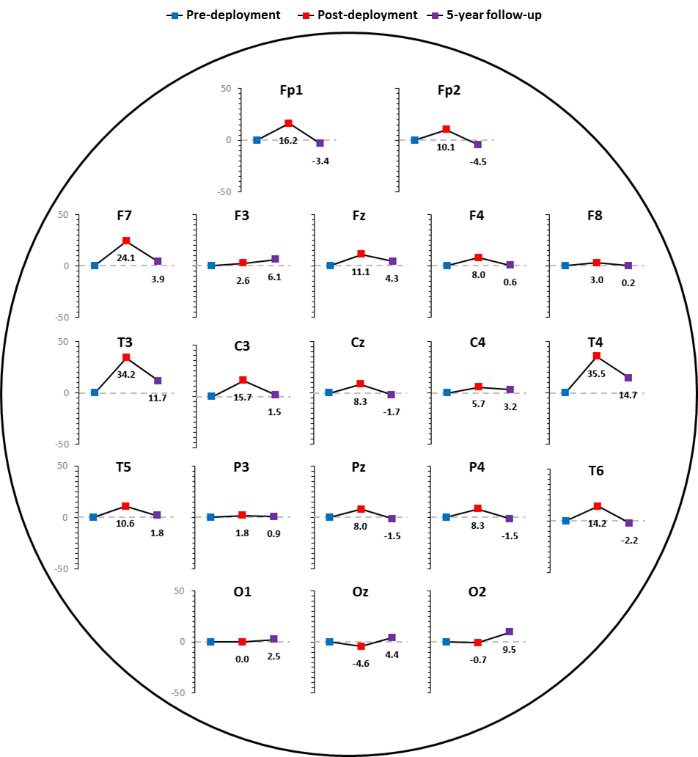 Pre-deployment Post-deployment 5-year follow-up
Fp1 Fp2
50
0
-50
16.2 10.1
-3.4 -4.5
F7 F3 Fz F4 F8
50
0
-50
24.1 2.6 11.1 8.0 3.0
3.9 6.1 4.3 0.6 0.2
T3 C3 Cz C4 T4
50
0
-50
34.2 15.7 8.3 5.7 35.5
11.7 1.5 -1.7 3.2 14.7
T5 P3 Pz P4 T6
50
0
-50
10.6 1.8 8.0 8.3 14.2
1.8 0.9 -1.5 -1.5 -2.2
O1 Oz O2
50
0
-50
0.0 -4.6 -0.7
2.5 4.4 9.5